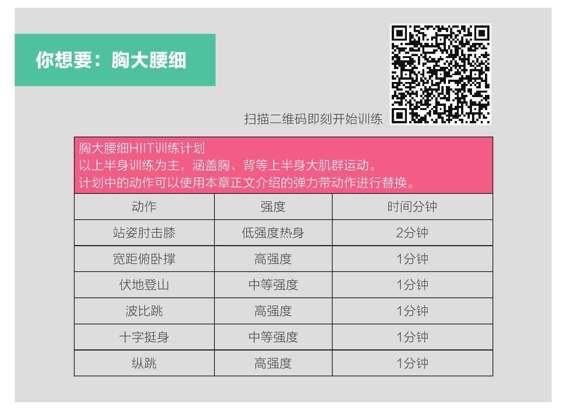 你想要：胸大腰细
扫描二维码即刻开始训练
胸大腰细HIIT训练计划
以上半身训练为主，涵盖胸、背等上半身大肌群运动。
计划中的动作可以使用本章正文介绍的弹力带动作进行替换。
动作 强度 时间分钟
站姿肘击膝 低强度热身 2分钟
宽距俯卧撑 高强度 1分钟
伏地登山 中等强度 1分钟
波比跳 高强度 1分钟
十字挺身 中等强度 1分钟
纵跳 高强度 1分钟